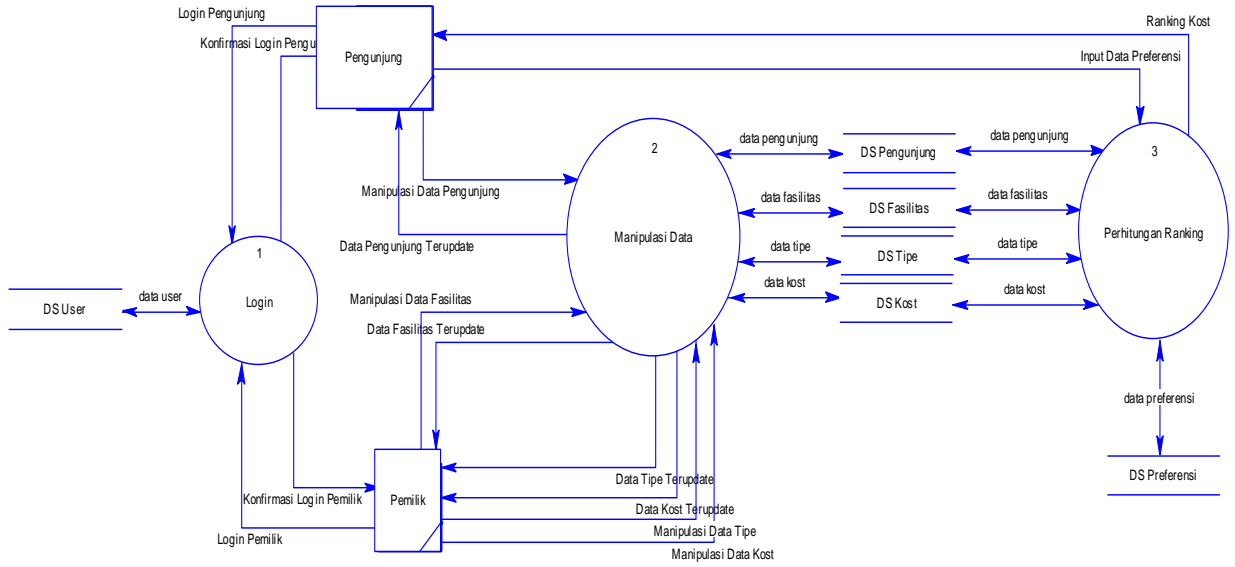 Login Pengunjung
Konfirmasi Login Pengu
Pengunjung
Ranking Kost
Input Data Preferensi
Manipulasi Data Pengunjung
Data Pengunjung Terupdate
2
Manipulasi Data
data pengunjung
data fasilitas
data tipe
data kost
DS Pengunjung
DS Fasilitas
DS Tipe
DS Kost
data pengunjung
data fasilitas
data tipe
data kost
3
Perhitungan Ranking
1
Login
DS User
data user
Manipulasi Data Fasilitas
Data Fasilitas Terupdate
data preferensi
DS Preferensi
Pemilik
Konfirmasi Login Pemilik
Login Pemilik
Data Tipe Terupdate
Data Kost Terupdate
Manipulasi Data Tipe
Manipulasi Data Kost